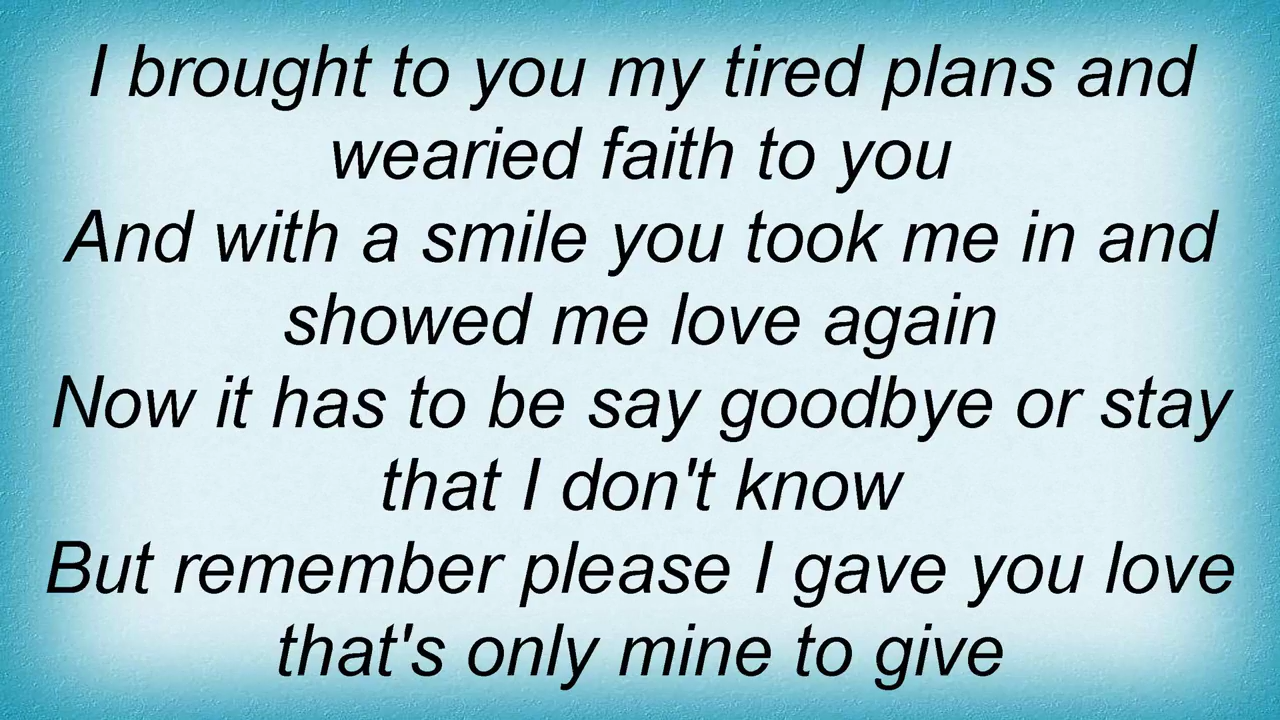 I brought to you my tired plans and
wearied faith to you
And with a smile you took me in and
showed me love again
Now it has to be say goodbye or stay
that I don't know
But remember please I gave you love
that's only mine to give